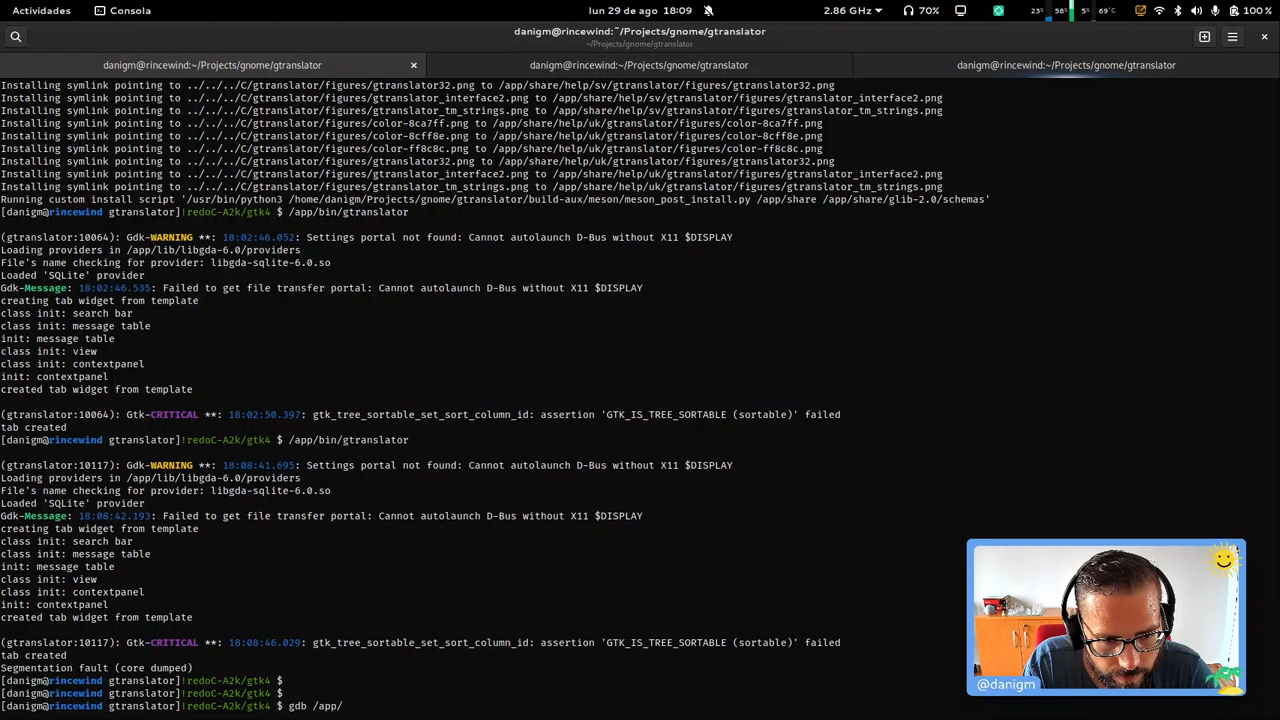 Actividades
Consola
lun 29 de ago 18:09
2.86 GHz
70%
23%
58%
5%
69°C
100 %
danigm@rincewind:~/Projects/gnome/gtranslator
~/Projects/gnome/gtranslator
danigm@rincewind:~/Projects/gnome/gtranslator
danigm@rincewind:~/Projects/gnome/gtranslator
danigm@rincewind:~/Projects/gnome/gtranslator
Installing symlink pointing to ../../../C/gtranslator/figures/gtranslator32.png to /app/share/help/sv/gtranslator/figures/gtranslator32.png
Installing symlink pointing to ../../../C/gtranslator/figures/gtranslator_interface2.png to /app/share/help/sv/gtranslator/figures/gtranslator_interface2.png
Installing symlink pointing to ../../../C/gtranslator/figures/gtranslator_tm_strings.png to /app/share/help/sv/gtranslator/figures/gtranslator_tm_strings.png
Installing symlink pointing to ../../../C/gtranslator/figures/color-8ca7ff.png to /app/share/help/uk/gtranslator/figures/color-8ca7ff.png
Installing symlink pointing to ../../../C/gtranslator/figures/color-8cff8e.png to /app/share/help/uk/gtranslator/figures/color-8cff8e.png
Installing symlink pointing to ../../../C/gtranslator/figures/color-ff8c8c.png to /app/share/help/uk/gtranslator/figures/color-ff8c8c.png
Installing symlink pointing to ../../../C/gtranslator/figures/gtranslator32.png to /app/share/help/uk/gtranslator/figures/gtranslator32.png
Installing symlink pointing to ../../../C/gtranslator/figures/gtranslator_interface2.png to /app/share/help/uk/gtranslator/figures/gtranslator_interface2.png
Installing symlink pointing to ../../../C/gtranslator/figures/gtranslator_tm_strings.png to /app/share/help/uk/gtranslator/figures/gtranslator_tm_strings.png
Running custom install script '/usr/bin/python3 /home/danigm/Projects/gnome/gtranslator/build-aux/meson/meson_post_install.py /app/share /app/share/glib-2.0/schemas'
[danigm@rincewind gtranslator]!redoC-A2k/gtk4 $ /app/bin/gtranslator
(gtranslator:10064): Gdk-WARNING **: 18:02:46.052: Settings portal not found: Cannot autolaunch D-Bus without X11 $DISPLAY
Loading providers in /app/lib/libgda-6.0/providers
File's name checking for provider: libgda-sqlite-6.0.so
Loaded 'SQLite' provider
Gdk-Message: 18:02:46.535: Failed to get file transfer portal: Cannot autolaunch D-Bus without X11 $DISPLAY
creating tab widget from template
class init: search bar
class init: message table
init: message table
class init: view
class init: contextpanel
init: contextpanel
created tab widget from template
(gtranslator:10064): Gtk-CRITICAL **: 18:02:50.397: gtk_tree_sortable_set_sort_column_id: assertion 'GTK_IS_TREE_SORTABLE (sortable)' failed
tab created
[danigm@rincewind gtranslator]!redoC-A2k/gtk4 $ /app/bin/gtranslator
(gtranslator:10117): Gdk-WARNING **: 18:08:41.695: Settings portal not found: Cannot autolaunch D-Bus without X11 $DISPLAY
Loading providers in /app/lib/libgda-6.0/providers
File's name checking for provider: libgda-sqlite-6.0.so
Loaded 'SQLite' provider
Gdk-Message: 18:08:42.193: Failed to get file transfer portal: Cannot autolaunch D-Bus without X11 $DISPLAY
creating tab widget from template
class init: search bar
class init: message table
init: message table
class init: view
class init: contextpanel
init: contextpanel
created tab widget from template
(gtranslator:10117): Gtk-CRITICAL **: 18:08:46.029: gtk_tree_sortable_set_sort_column_id: assertion 'GTK_IS_TREE_SORTABLE (sortable)' failed
tab created
Segmentation fault (core dumped)
[danigm@rincewind gtranslator]!redoC-A2k/gtk4 $
[danigm@rincewind gtranslator]!redoC-A2k/gtk4 $
[danigm@rincewind gtranslator]!redoC-A2k/gtk4 $ gdb /app/
@danigm